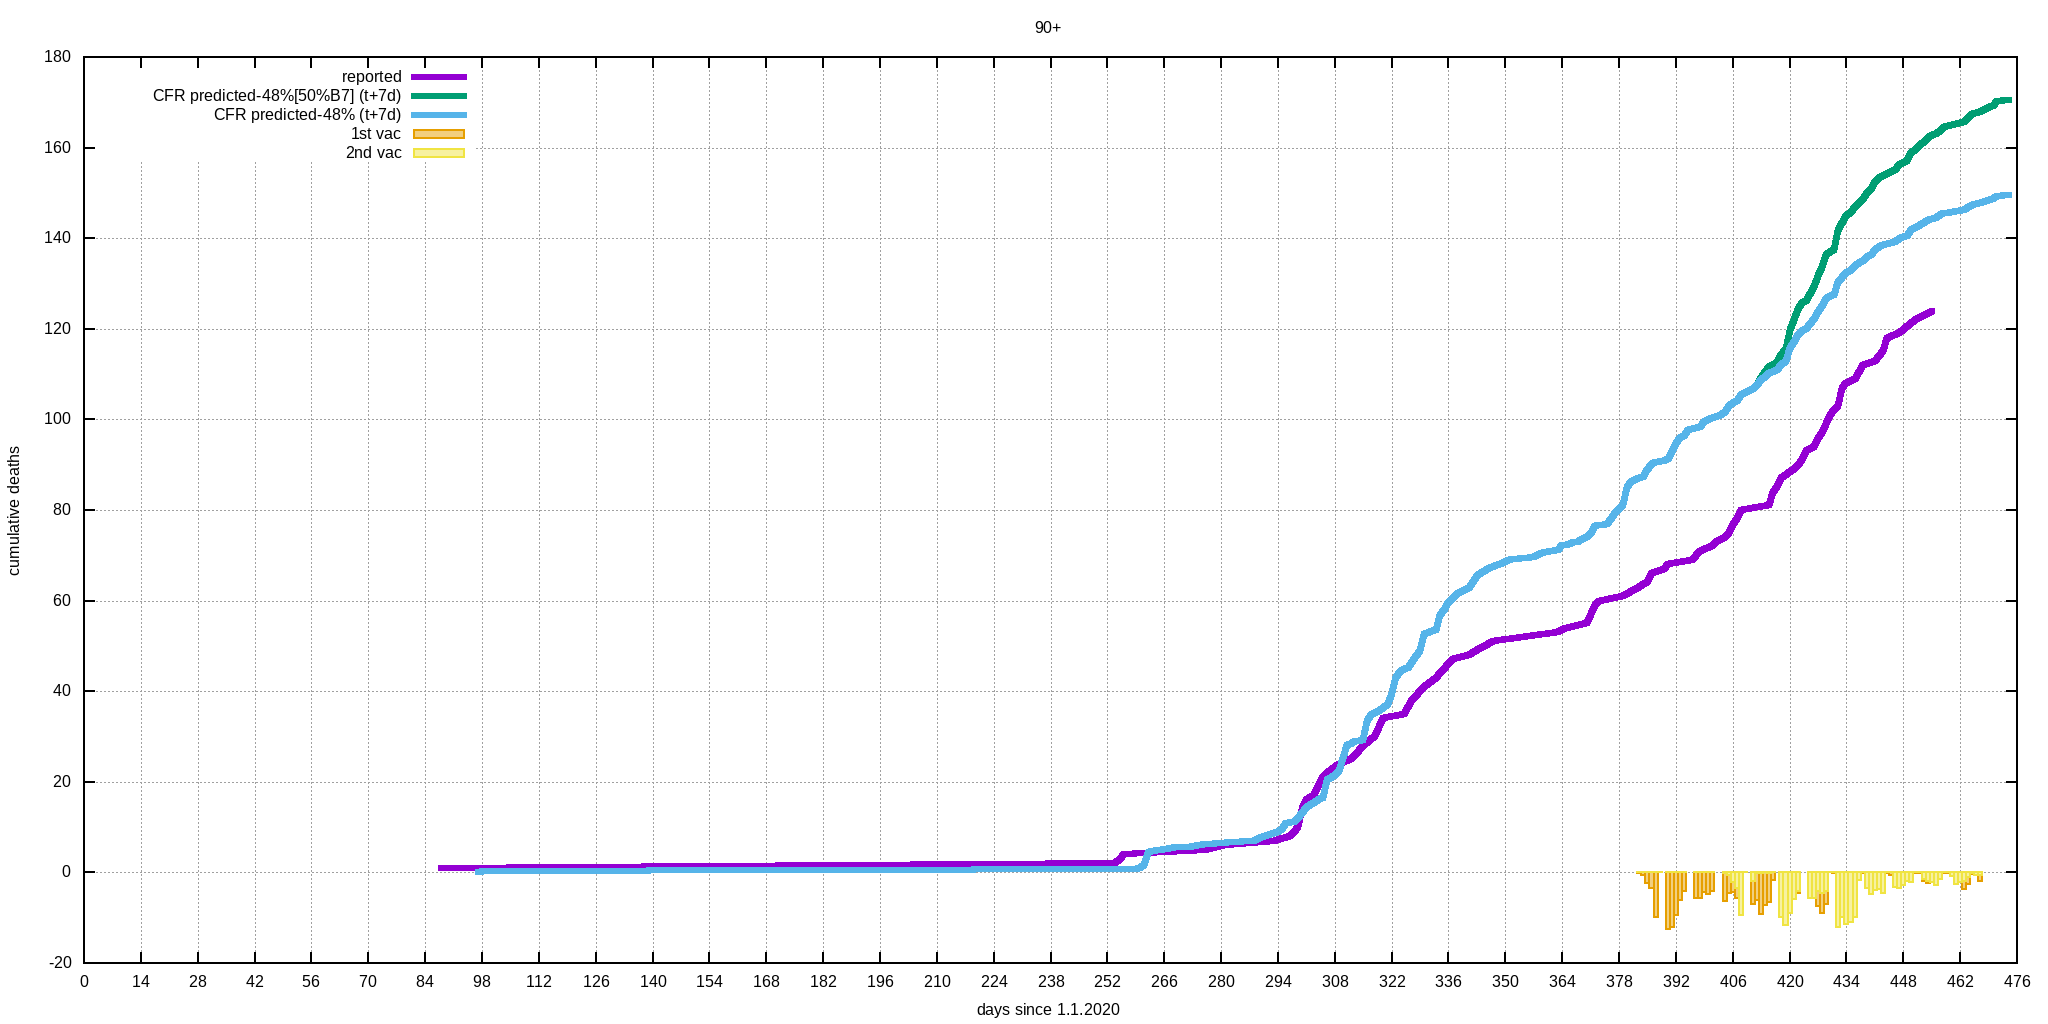 90+
180
160
140
120
100
80
60
40
20
0
-20
cumulative deaths
reported
CFR predicted-48%[50%B7] (t+7d)
CFR predicted-48% (t+7d)
1st vac
2nd vac
0 14 28 42 56 70 84 98 112 126 140 154 168 182 196 210 224 238 252 266 280 294 308 322 336 350 364 378 392 406 420 434 448 462 476
days since 1.1.2020